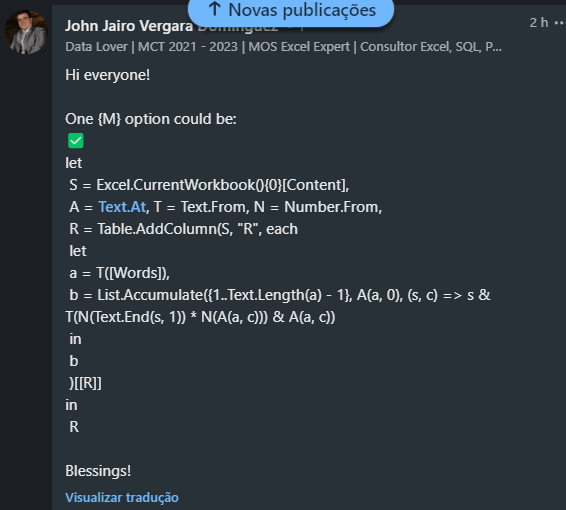 ↑ Novas publicações
John Jairo Vergara Domínguez
2 h
Data Lover | MCT 2021 - 2023 | MOS Excel Expert | Consultor Excel, SQL, P...
Hi everyone!
One {M} option could be:
✅
let
S = Excel.CurrentWorkbook(){0}[Content],
A = Text.At, T = Text.From, N = Number.From,
R = Table.AddColumn(S, "R", each
let
a = T([Words]),
b = List.Accumulate({1..Text.Length(a) - 1}, A(a, 0), (s, c) => s &
T(N(Text.End(s, 1)) * N(A(a, c))) & A(a, c))
in
b
)[[R]]
in
R
Blessings!
Visualizar tradução